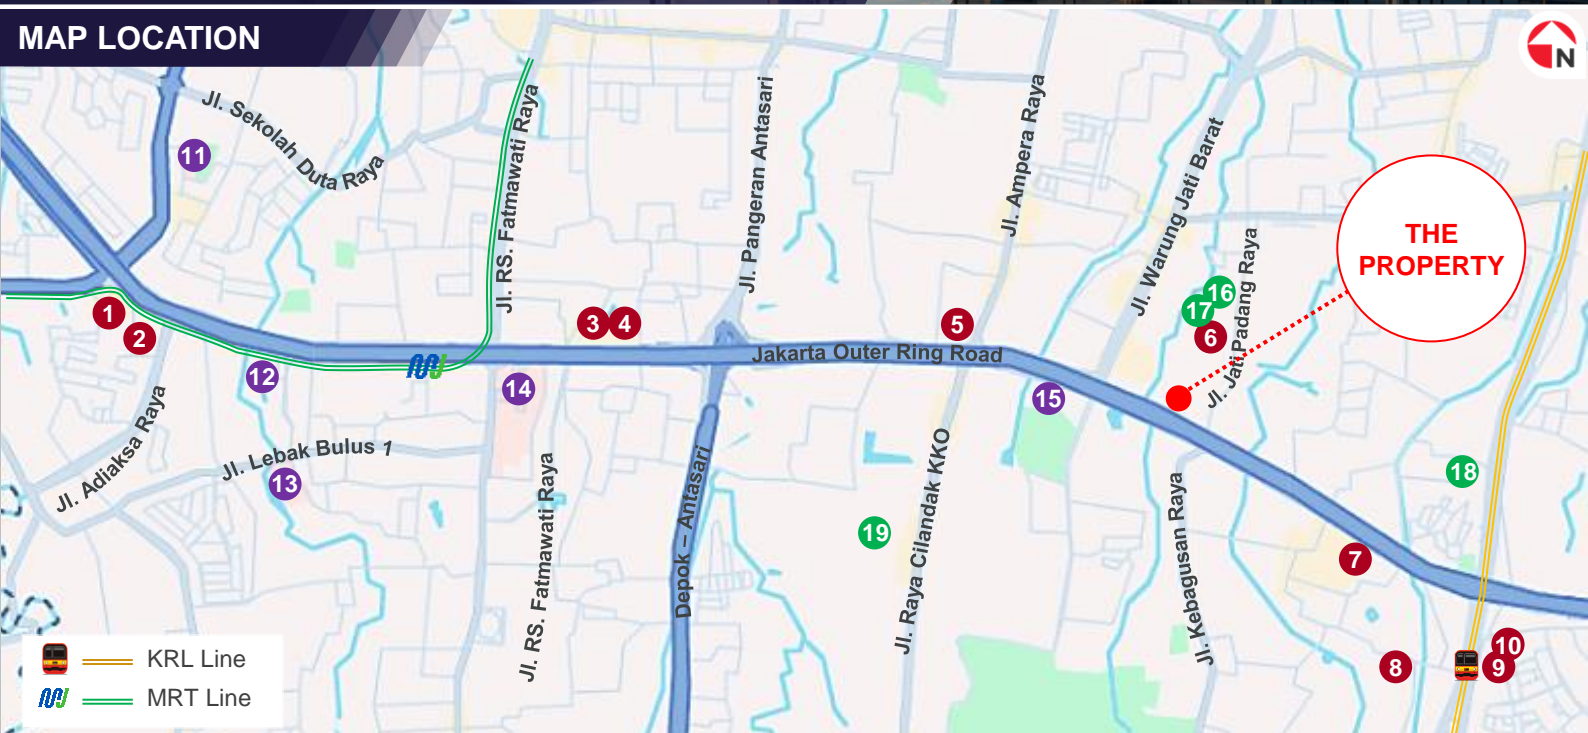 MAP LOCATION
N
Jl. Sekolah Duta Raya
11
Jl. RS. Fatmawati Raya
Jl. Pangeran Antasari
Jl. Ampera Raya
Jl. Warung Jati Barat
THE
PROPERTY
Jl. Jati Padang Raya
16
17
6
1
2
3
4
5
Jakarta Outer Ring Road
12
14
15
Jl. Adiaksa Raya
Jl. Lebak Bulus 1
13
Jl. RS. Fatmawati Raya
Depok – Antasari
19
Jl. Raya Cilandak KKO
Jl. Kebagusan Raya
18
7
8
10
9
KRL Line
MRT Line